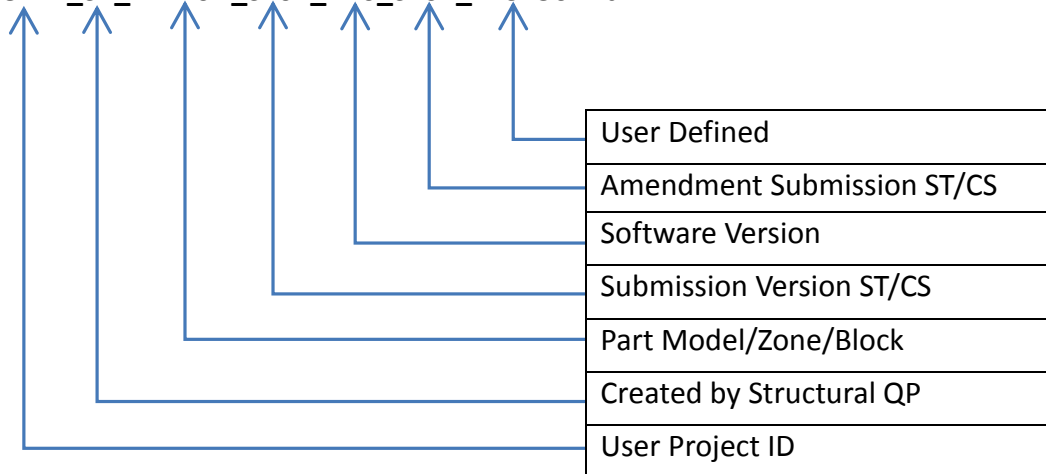 User Defined
Amendment Submission ST/CS
Software Version
Submission Version ST/CS
Part Model/Zone/Block
Created by Structural QP
User Project ID